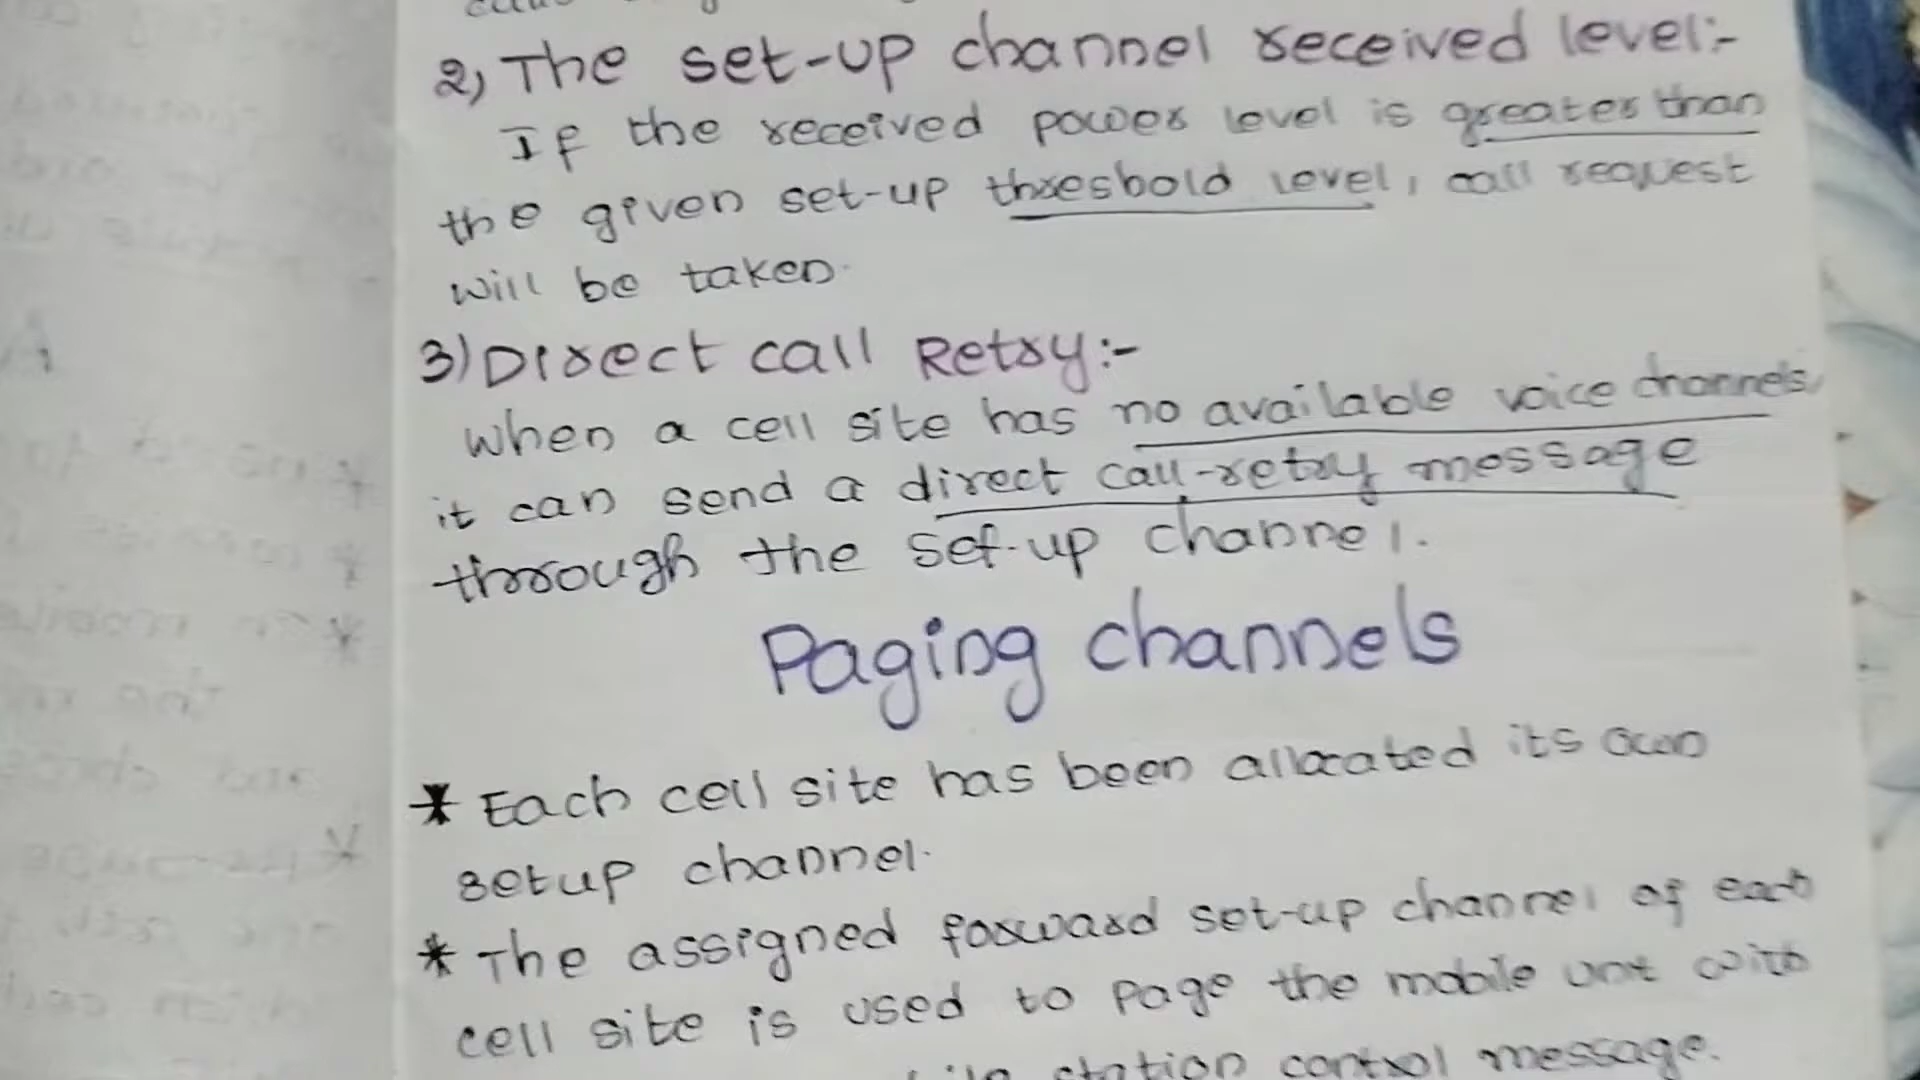 2) The set-up channel received level:-
If the received power level is greater than
the given set-up threshold level, call request
will be taken.
3) Direct call Retry:-
when a cell site has no available voice channels,
it can send a direct call-retry message
through the set-up channel.
Paging channels
* Each cell site has been allocated its own
setup channel.
* The assigned forward set-up channel of each
cell site is used to page the mobile unit with
station control message.